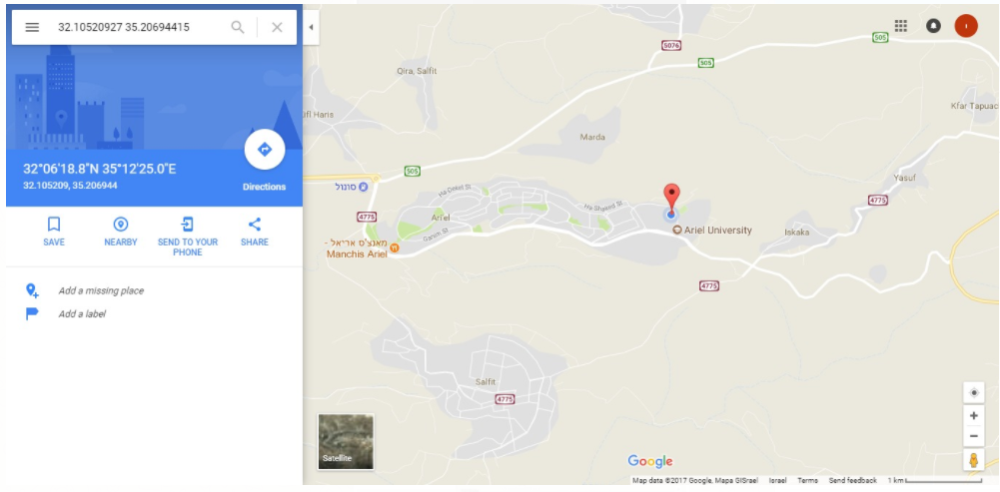 32.10520927 35.20694415
32°06'18.8"N 35°12'25.0"E
32.105209, 35.206944
Directions
SAVE
NEARBY
SEND TO YOUR
PHONE
SHARE
Add a missing place
Add a label
5076
505
505
Qira, Salfit
Kfar Tapuac
ifl Haris
Marda
505
Yasuf
סונול
Ha-Dekel St
4775
Ha Shaked St
4775
Ariel
Ariel University
Iskaka
Garish St
מאנצ'ס אריאל -
Manchis Ariel
4775
Salfit
4775
Satellite
Google
Map data ©2017 Google, Mapa GISrael Israel Terms Send feedback 1 km